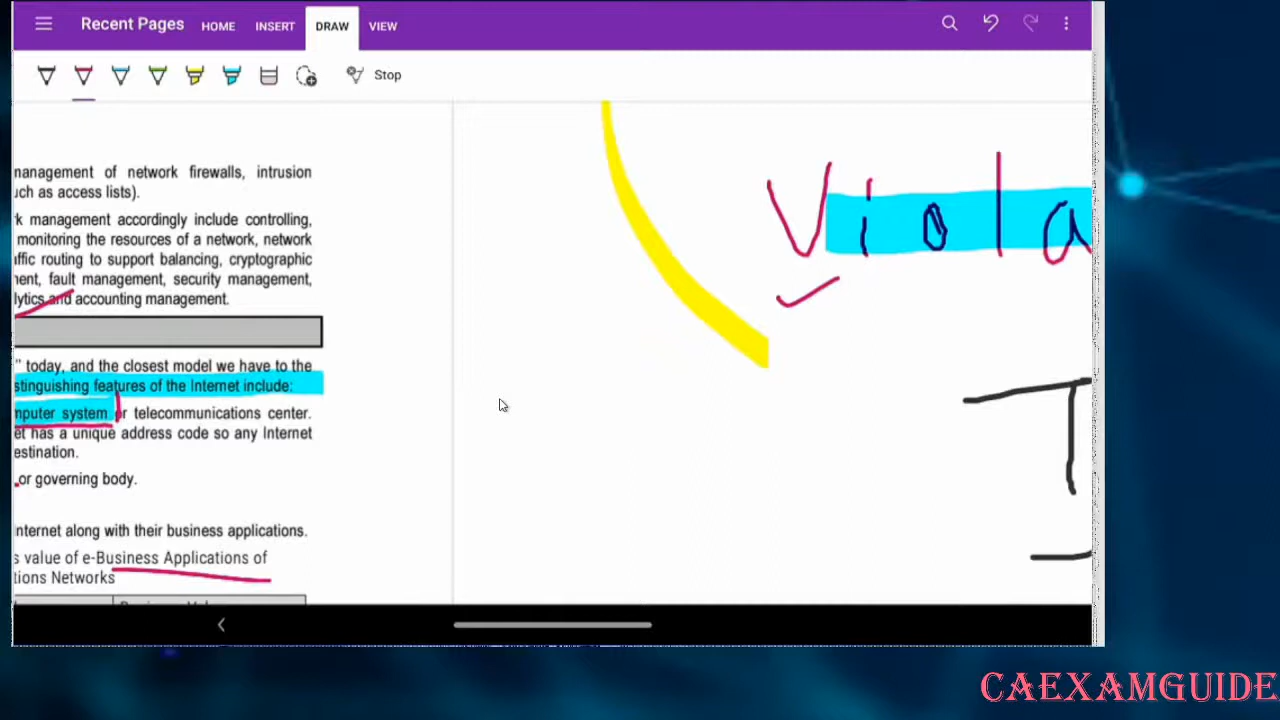 Recent Pages HOME INSERT DRAW VIEW
Stop
management of network firewalls, intrusion
uch as access lists).
rk management accordingly include controlling,
monitoring the resources of a network, network
affic routing to support balancing, cryptographic
ent, fault management, security management,
lytics and accounting management.
" today, and the closest model we have to the
stinguishing features of the Internet include:
mputer system or telecommunications center.
et has a unique address code so any Internet
estination.
or governing body.
nternet along with their business applications.
s value of e-Business Applications of
tions Networks
Viola
T
CAEXAMGUIDE